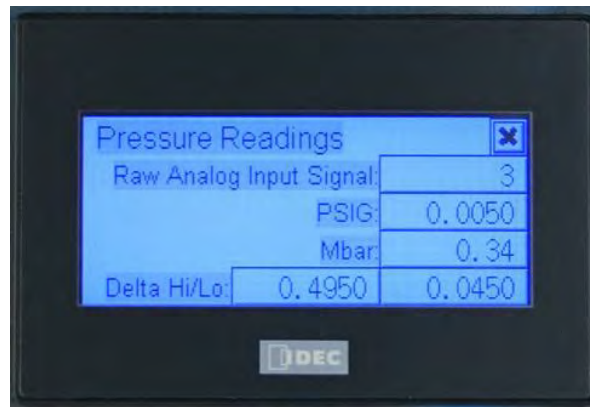 Pressure Readings
Raw Analog Input Signal: 3
PSIG: 0.0050
Mbar: 0.34
Delta Hi/Lo: 0.4950 0.0450
IDEC